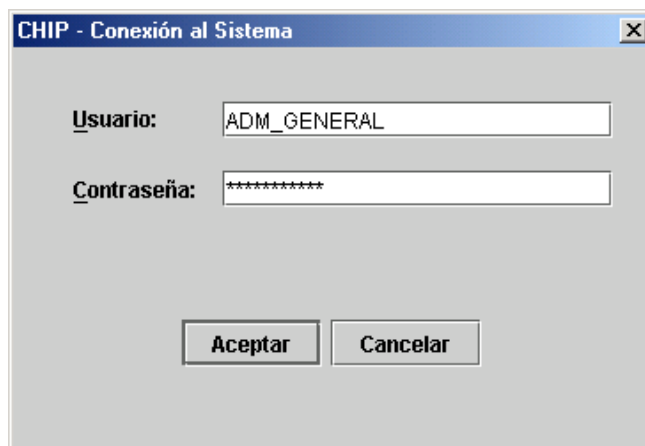 CHIP - Conexión al Sistema
Usuario: ADM_GENERAL
Contraseña: ***********
Aceptar Cancelar